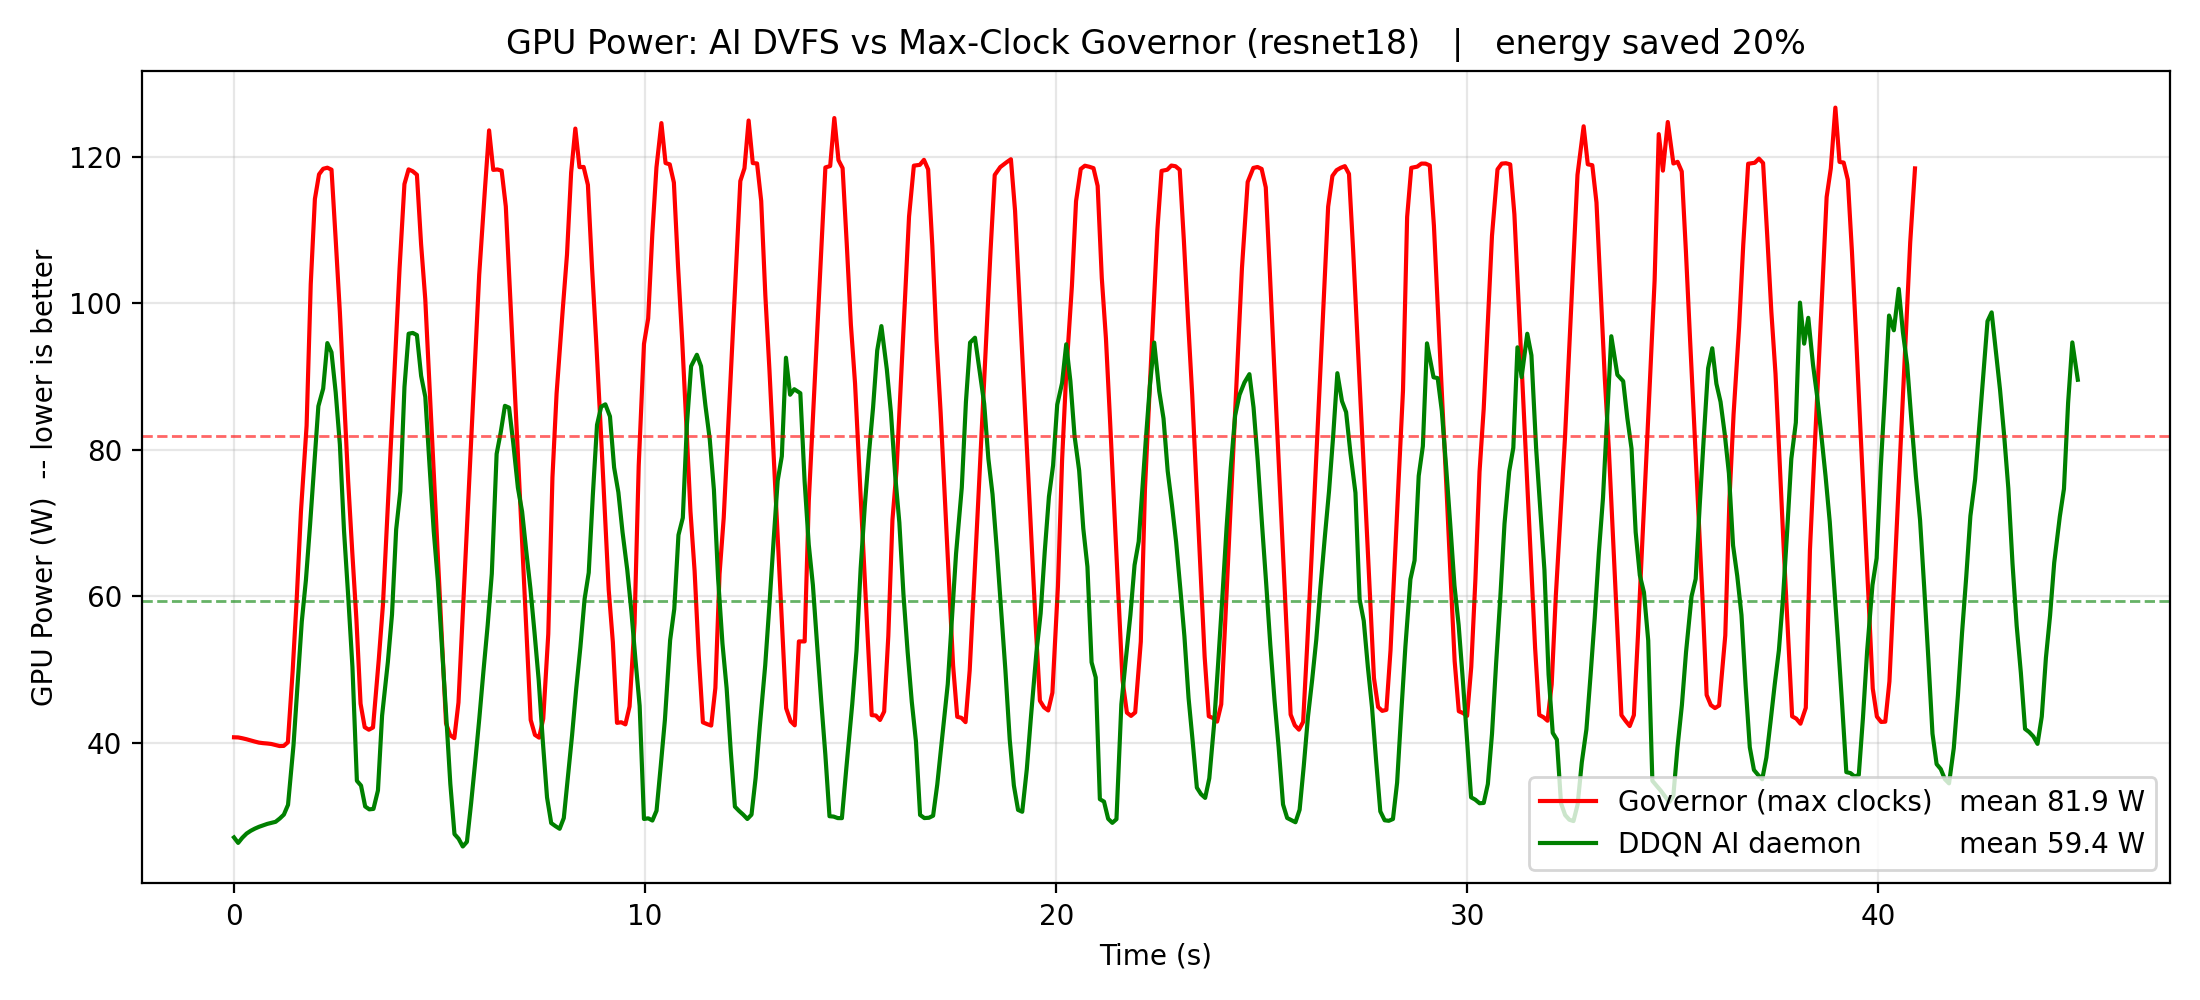 GPU Power: AI DVFS vs Max-Clock Governor (resnet18)   |   energy saved 20%
GPU Power (W)  -- lower is better
120
100
80
60
40
0
10
20
30
40
Time (s)
Governor (max clocks)   mean 81.9 W
DDQN AI daemon   mean 59.4 W